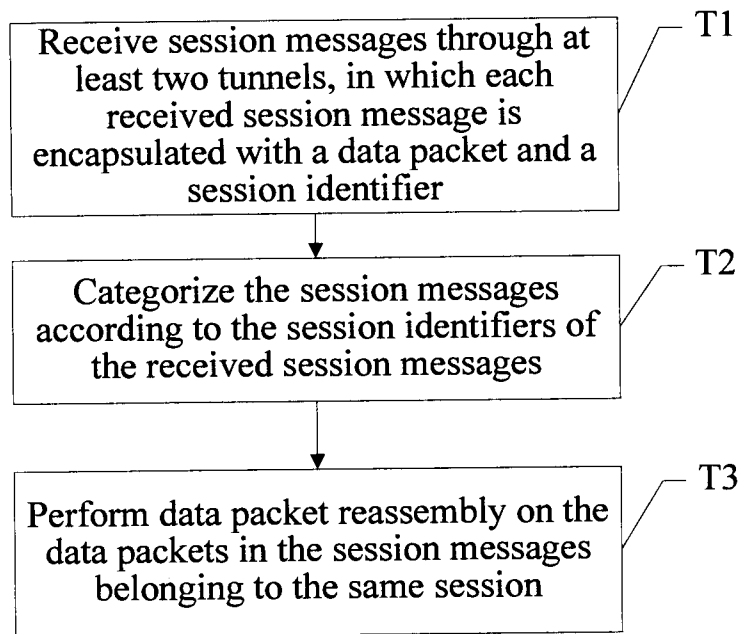 Receive session messages through at
least two tunnels, in which each
received session message is
encapsulated with a data packet and a
session identifier
T1
Categorize the session messages
according to the session identifiers of
the received session messages
T2
Perform data packet reassembly on the
data packets in the session messages
belonging to the same session
T3